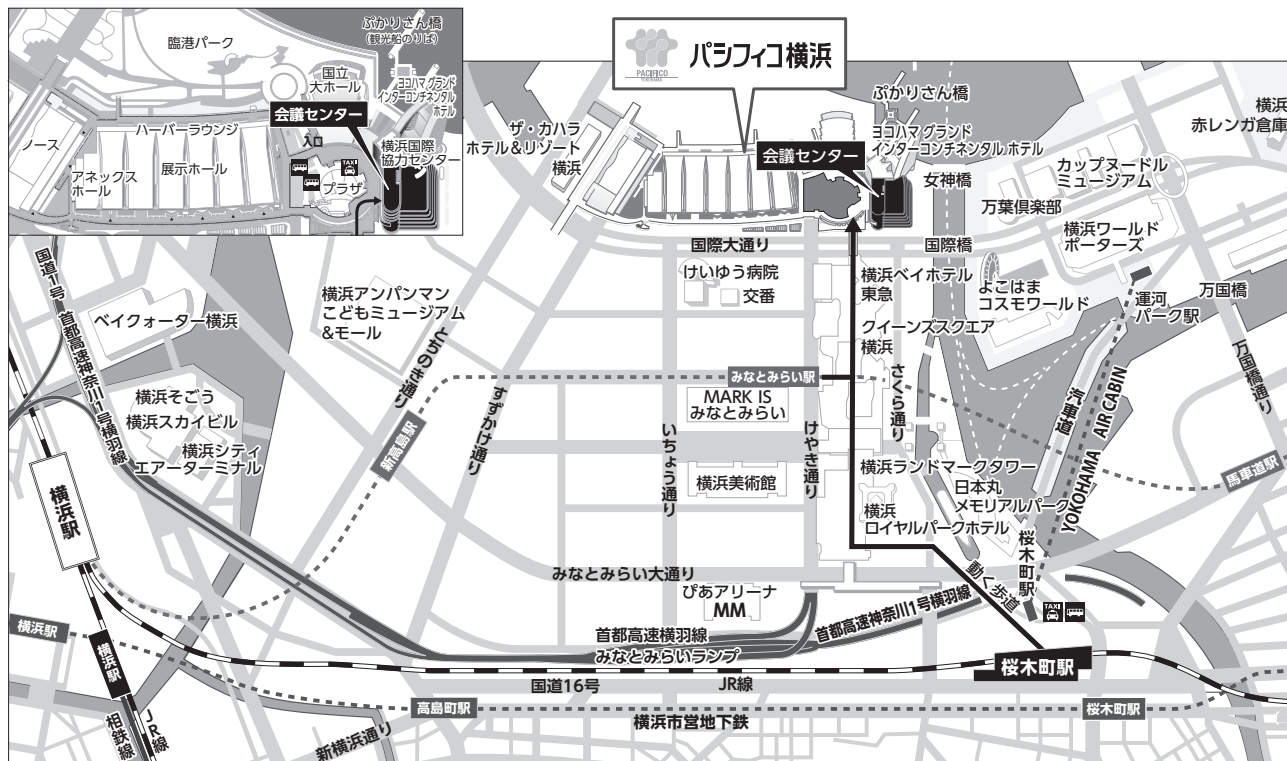 臨港パーク
ぷかりさん橋
(観光船のりば)
国立
大ホール
ヨコハマ グランド
インターコンチネンタル
ホテル
会議センター
ノース
ハーバーラウンジ
入口
横浜国際
協力センター
アネックス
ホール
展示ホール
TAXI
プラザ
PACIFICO
YOKOHAMA
パシフィコ横浜
ザ・カハラ
ホテル&リゾート
横浜
会議センター
ぷかりさん橋
ヨコハマ グランド
インターコンチネンタル ホテル
女神橋
横浜
赤レンガ倉庫
カップヌードル
ミュージアム
万葉倶楽部
横浜ワールド
ポーターズ
国際大通り
国際橋
けいゆう病院
交番
横浜ベイホテル
東急
よこはま
コスモワールド
運河
パーク駅
万国橋
万国橋通り
国道1号
首都高速神奈川1号横羽線
ベイクォーター横浜
横浜アンパンマン
こどもミュージアム
&モール
とちのき通り
すずかけ通り
クイーンズスクエア
横浜
さくら通り
みなとみらい駅
MARK IS
みなとみらい
汽車道
YOKOHAMA AIR CABIN
横浜そごう
横浜スカイビル
横浜シティ
エアーターミナル
新高島駅
いちょう通り
けやき通り
横浜美術館
横浜ランドマークタワー
日本丸
メモリアルパーク
馬車道駅
横浜
ロイヤルパークホテル
横浜駅
みなとみらい大通り
桜木町駅
動く歩道
TAXI
ぴあアリーナ
MM
首都高速神奈川1号横羽線
首都高速横羽線
みなとみらいランプ
横浜駅
横浜駅
桜木町駅
国道16号
JR線
高島町駅
桜木町駅
横浜市営地下鉄
新横浜通り
相鉄線
JR線